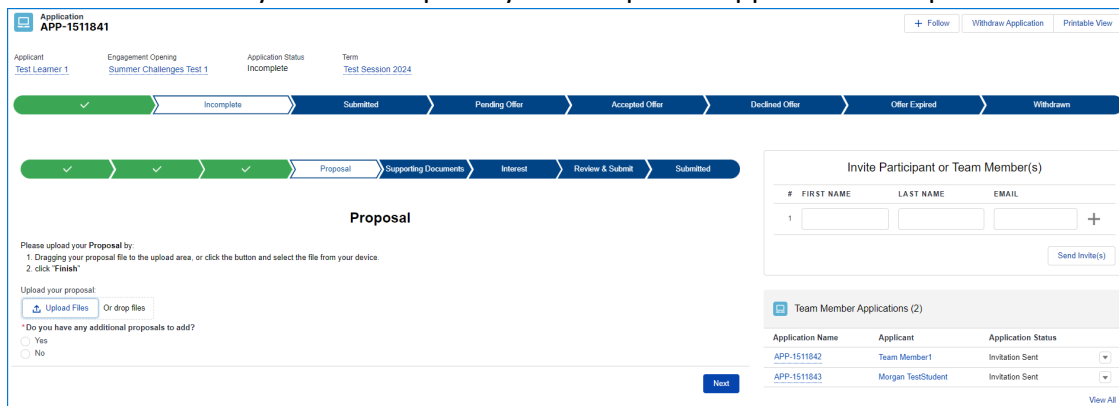 Application
APP-1511841
+ Follow
Withdraw Application
Printable View
Applicant
Engagement Opening
Application Status
Term
Test Learner 1
Summer Challenges Test 1
Incomplete
Test Session 2024
Incomplete
Submitted
Pending Offer
Accepted Offer
Declined Offer
Offer Expired
Withdrawn
Proposal
Supporting Documents
Interest
Review & Submit
Submitted
Proposal
Please upload your Proposal by:
1. Dragging your proposal file to the upload area, or click the button and select the file from your device.
2. click "Finish"
Upload your proposal:
Upload Files
Or drop files
*Do you have any additional proposals to add?
Yes
No
Next
Invite Participant or Team Member(s)
# FIRST NAME LAST NAME EMAIL
1
Send Invite(s)
Team Member Applications (2)
Application Name Applicant Application Status
APP-1511842 Team Member1 Invitation Sent
APP-1511843 Morgan TestStudent Invitation Sent
View All